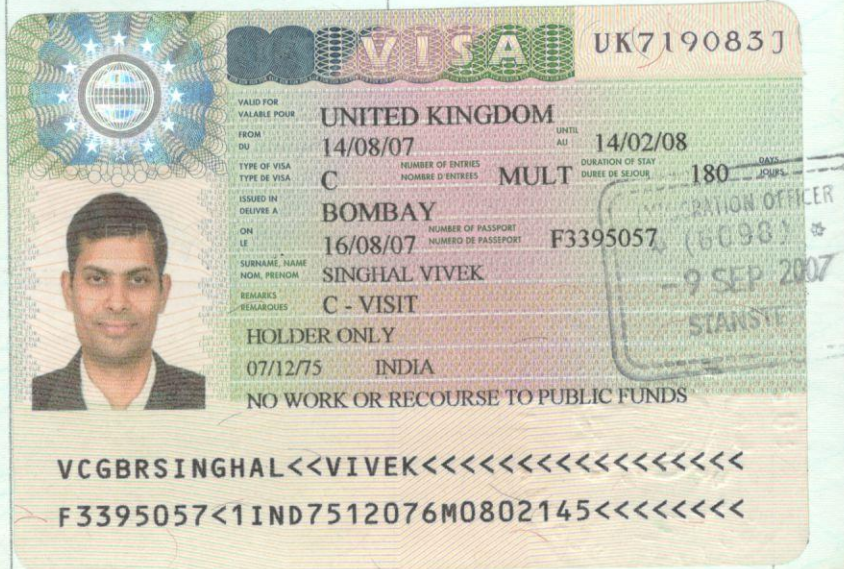 VISA
UK719083J
VALID FOR
VALABLE POUR
UNITED KINGDOM
FROM
DU
14/08/07
UNTIL
AU
14/02/08
TYPE OF VISA
TYPE DE VISA
C
NUMBER OF ENTRIES
NOMBRE D'ENTREES
MULT
DURATION OF STAY
DUREE DE SEJOUR
180
DAYS
JOURS
ISSUED IN
DELIVRE A
BOMBAY
ON
LE
16/08/07
NUMBER OF PASSPORT
NUMERO DE PASSEPORT
F3395057
SURNAME, NAME
NOM, PRENOM
SINGHAL VIVEK
REMARKS
REMARQUES
C - VISIT
HOLDER ONLY
07/12/75 INDIA
NO WORK OR RECOURSE TO PUBLIC FUNDS
OFFICER
- 9 SEP 2007
VCGBRSINGHAL<<VIVEK<<<<<<<<<<<<<<<<<
F3395057<1IND7512076M0802145<<<<<<<<